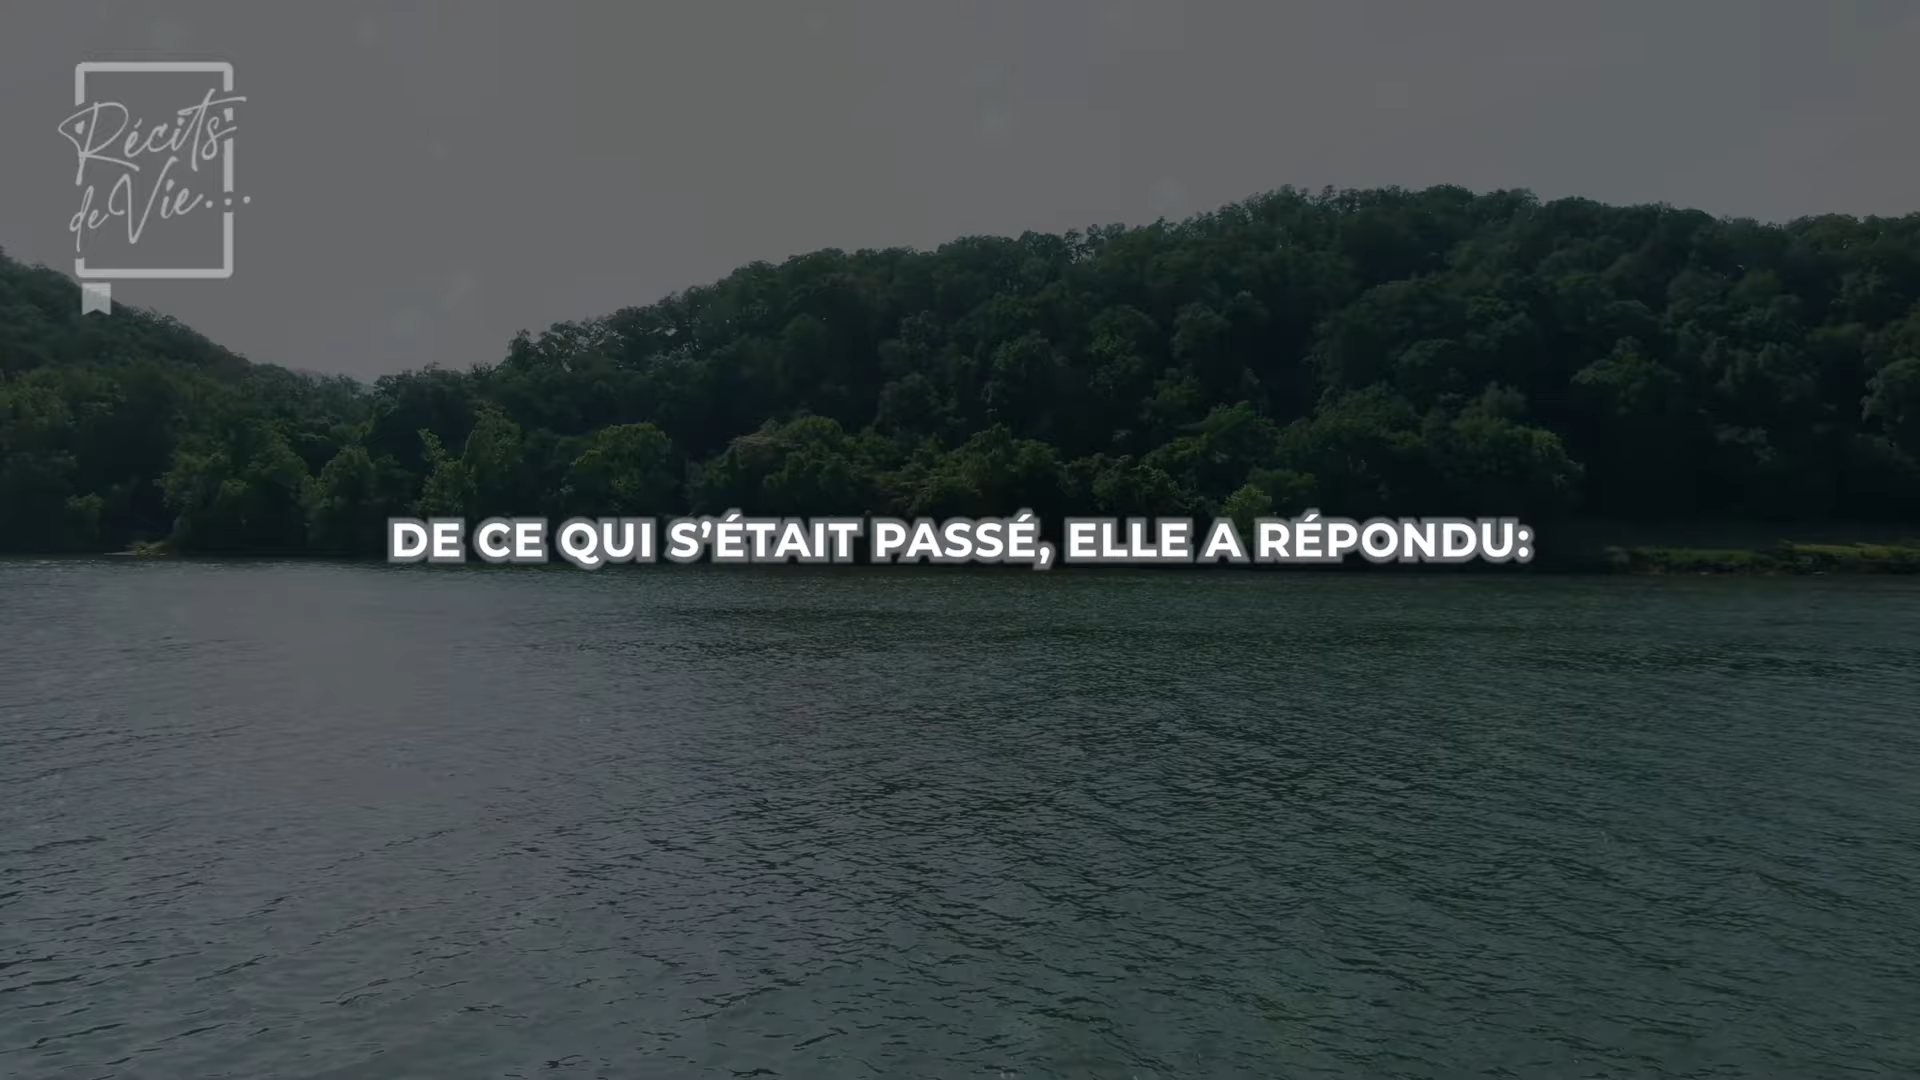 Récits
de Vie...
DE CE QUI S’ÉTAIT PASSÉ, ELLE A RÉPONDU: